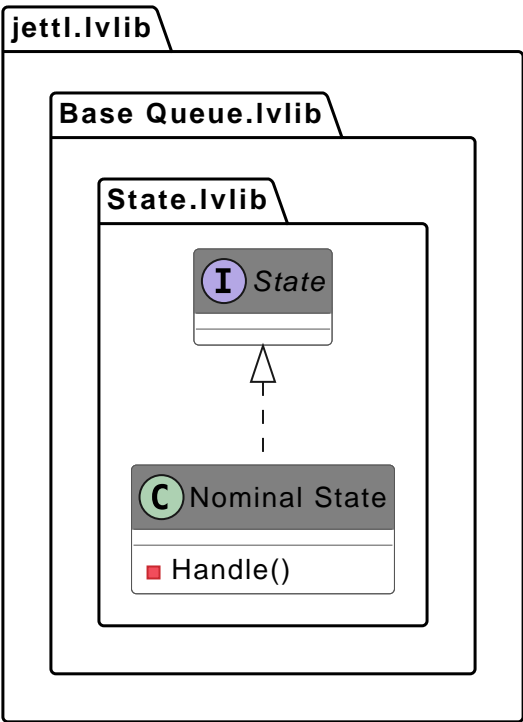 jettl.lvlib
Base Queue.lvlib
State.lvlib
I State
C Nominal State
Handle()